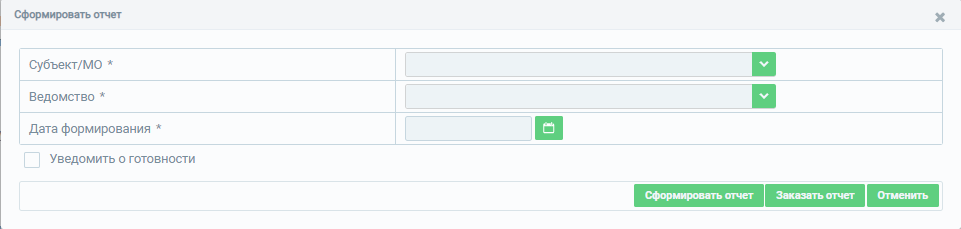 Сформировать отчет
Субъект/МО *
Ведомство *
Дата формирования *
Уведомить о готовности
Сформировать отчет Заказать отчет Отменить